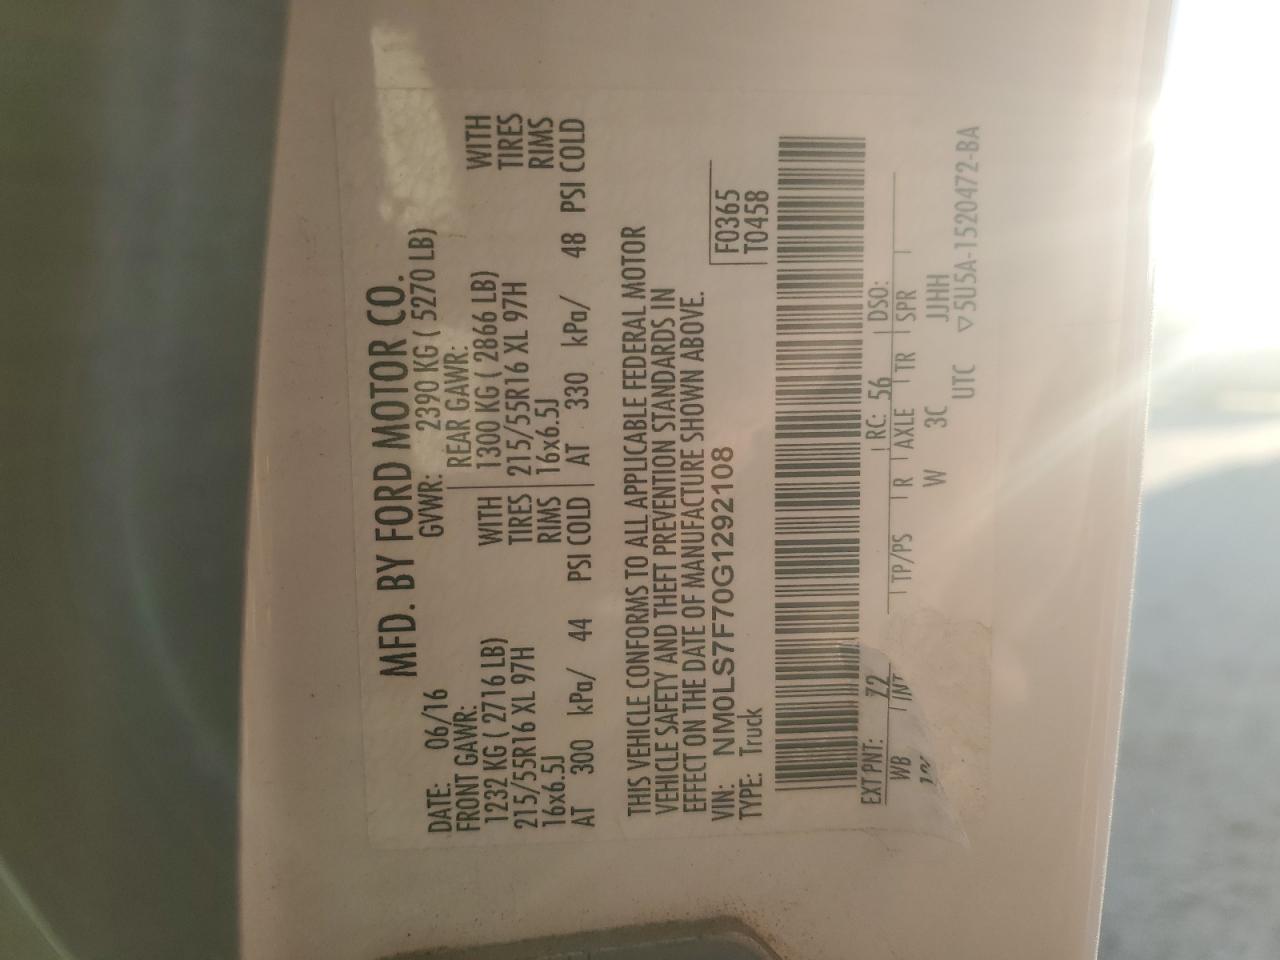 MFD. BY FORD MOTOR CO.
DATE: 06/16 GVWR: 2390 KG ( 5270 LB)
FRONT GAWR: REAR GAWR:
1232 KG ( 2716 LB) WITH 1300 KG ( 2866 LB) WITH
215/55R16 XL 97H TIRES 215/55R16 XL 97H TIRES
16x6.5J RIMS 16x6.5J RIMS
AT 300 kPa/ 44 PSI COLD AT 330 kPa/ 48 PSI COLD
THIS VEHICLE CONFORMS TO ALL APPLICABLE FEDERAL MOTOR
VEHICLE SAFETY AND THEFT PREVENTION STANDARDS IN
EFFECT ON THE DATE OF MANUFACTURE SHOWN ABOVE.
VIN: NM0LS7F70G1292108 F0365
TYPE: Truck T0458
EXT PNT: Z2 RC: 56 DSO:
WB INT TP/PS R AXLE TR SPR
W 3C JJHH
UTC ▽5U5A-1520472-BA